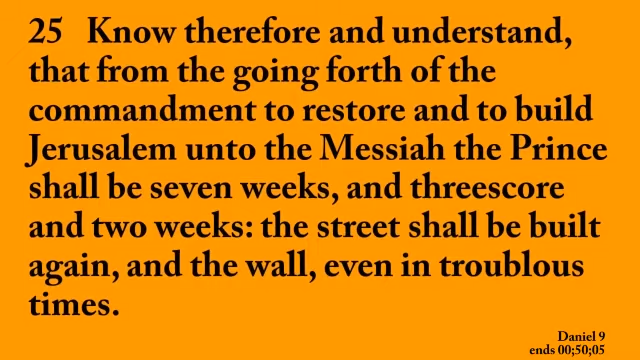 25 Know therefore and understand,
that from the going forth of the
commandment to restore and to build
Jerusalem unto the Messiah the Prince
shall be seven weeks, and threescore
and two weeks: the street shall be built
again, and the wall, even in troublous
times.
Daniel 9
ends 00;50;05